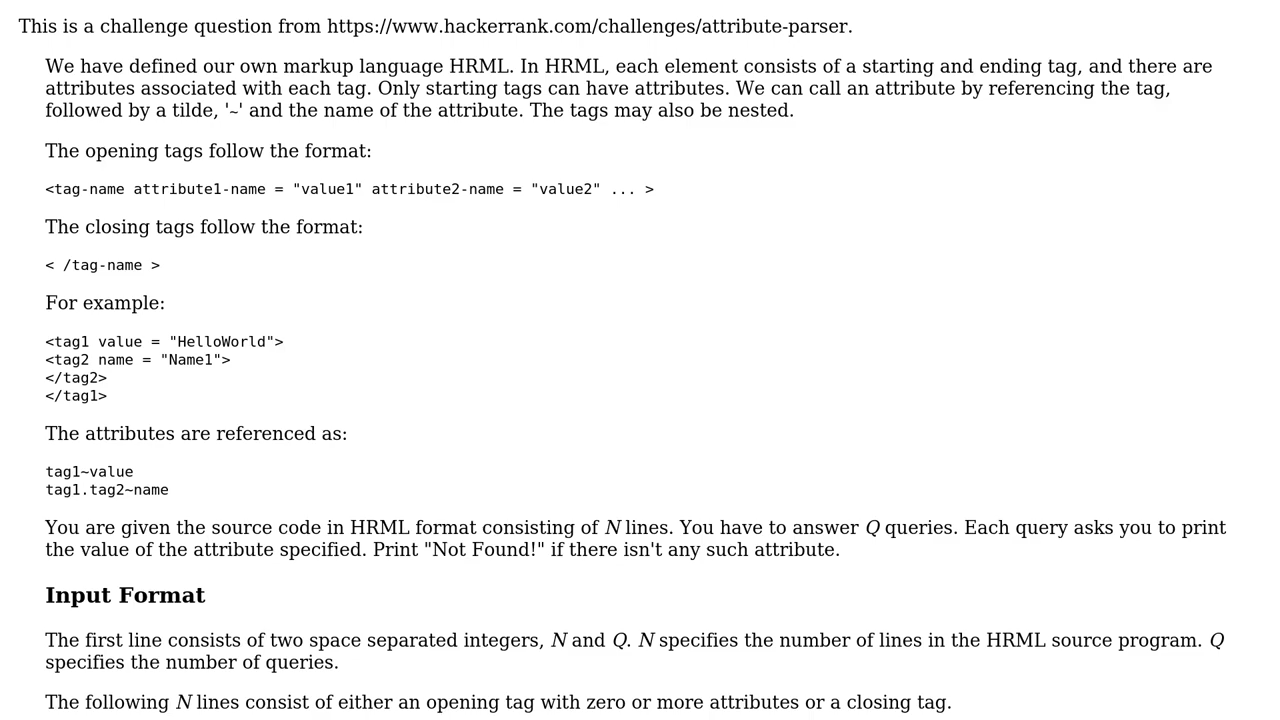 This is a challenge question from https://www.hackerrank.com/challenges/attribute-parser.
We have defined our own markup language HRML. In HRML, each element consists of a starting and ending tag, and there are
attributes associated with each tag. Only starting tags can have attributes. We can call an attribute by referencing the tag,
followed by a tilde, '~' and the name of the attribute. The tags may also be nested.
The opening tags follow the format:
<tag-name attribute1-name = "value1" attribute2-name = "value2" ... >
The closing tags follow the format:
< /tag-name >
For example:
<tag1 value = "HelloWorld">
<tag2 name = "Name1">
</tag2>
</tag1>
The attributes are referenced as:
tag1~value
tag1.tag2~name
You are given the source code in HRML format consisting of N lines. You have to answer Q queries. Each query asks you to print
the value of the attribute specified. Print "Not Found!" if there isn't any such attribute.
Input Format
The first line consists of two space separated integers, N and Q. N specifies the number of lines in the HRML source program. Q
specifies the number of queries.
The following N lines consist of either an opening tag with zero or more attributes or a closing tag.